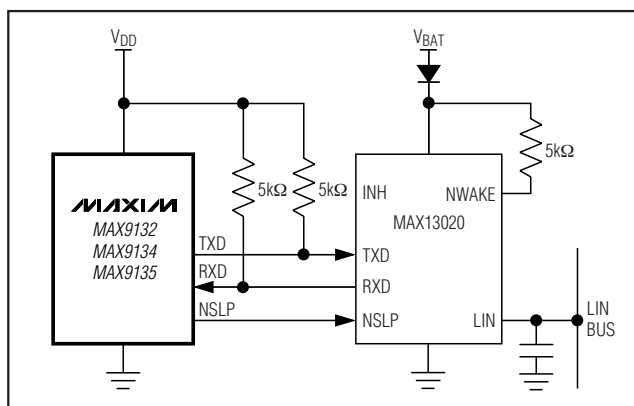 VDD
VBAT
5kΩ
5kΩ
5kΩ
MAXIM
MAX9132
MAX9134
MAX9135
TXD
RXD
NSLP
INH
NWAKE
MAX13020
TXD
RXD
NSLP
LIN
LIN
BUS